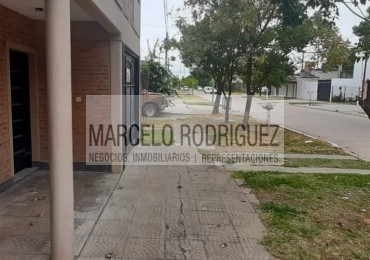 MARCELO RODRIGUEZ
NEGOCIOS INMOBILIARIOS | REPRESENTACIONES